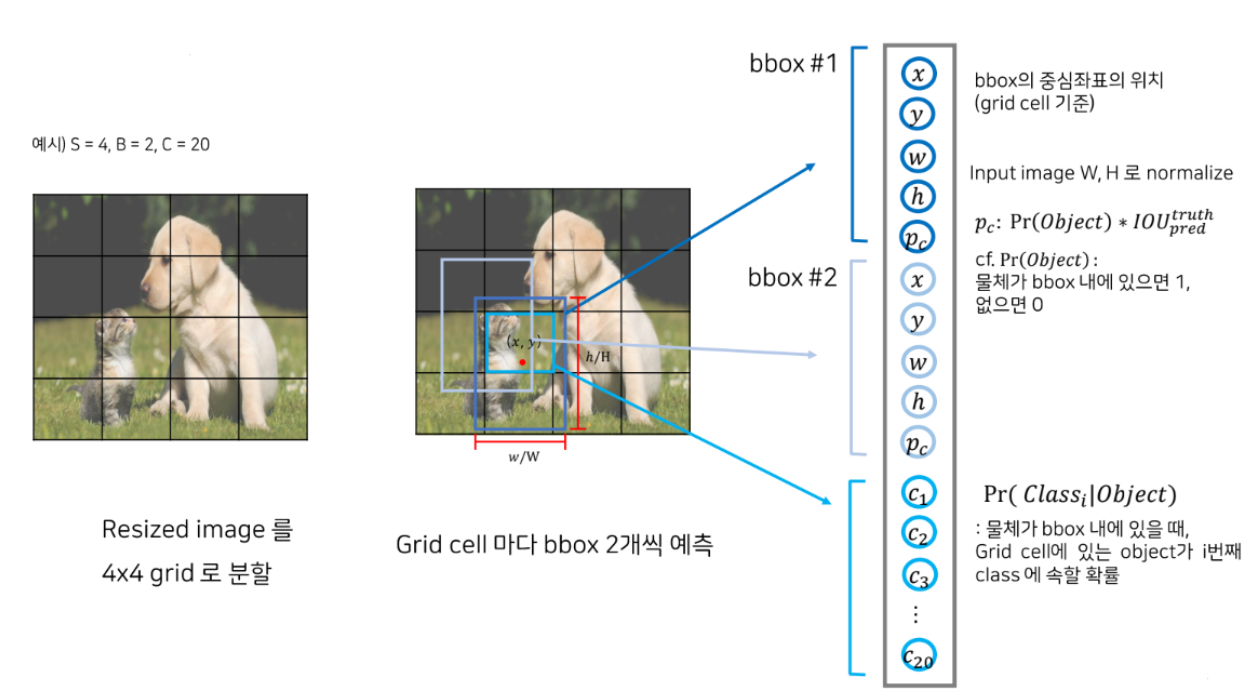 예시) S = 4, B = 2, C = 20
Resized image 를
4x4 grid 로 분할
(x, y)
h/H
w/W
Grid cell 마다 bbox 2개씩 예측
bbox #1
x
y
w
h
p_c
bbox #2
x
y
w
h
p_c
c_1
c_2
c_3
⋮
c_20
bbox의 중심좌표의 위치
(grid cell 기준)
Input image W, H 로 normalize
p_c: Pr(Object) * IOU^truth_pred
cf. Pr(Object) :
물체가 bbox 내에 있으면 1,
없으면 0
Pr( Class_i|Object)
: 물체가 bbox 내에 있을 때,
Grid cell에 있는 object가 i번째
class 에 속할 확률